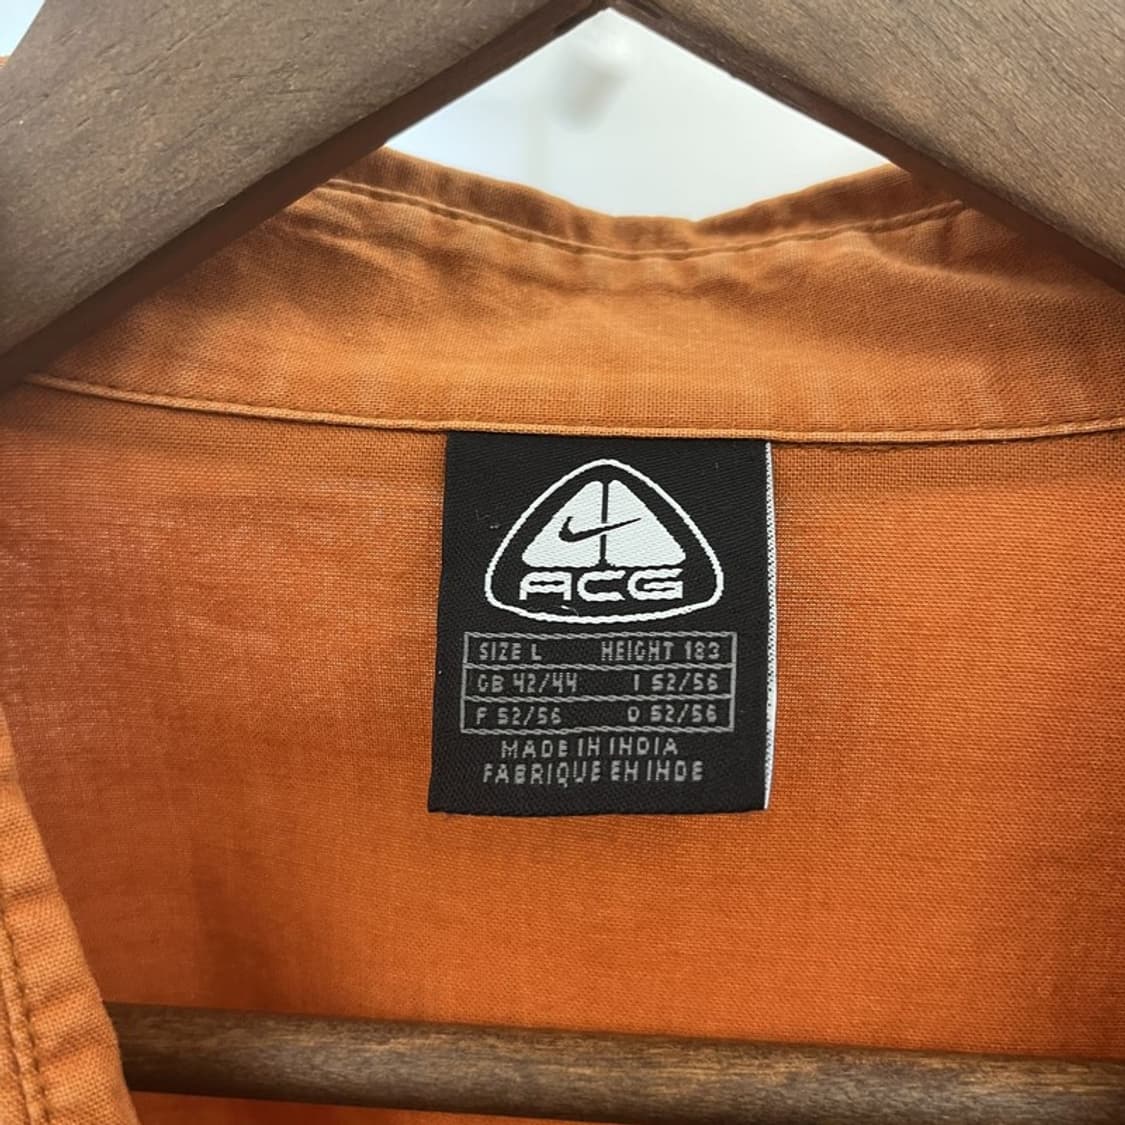 ACG
SIZE L HEIGHT 183
GB 42/44 I 52/56
F 52/56 D 52/56
MADE IN INDIA
FABRIQUE EN INDE